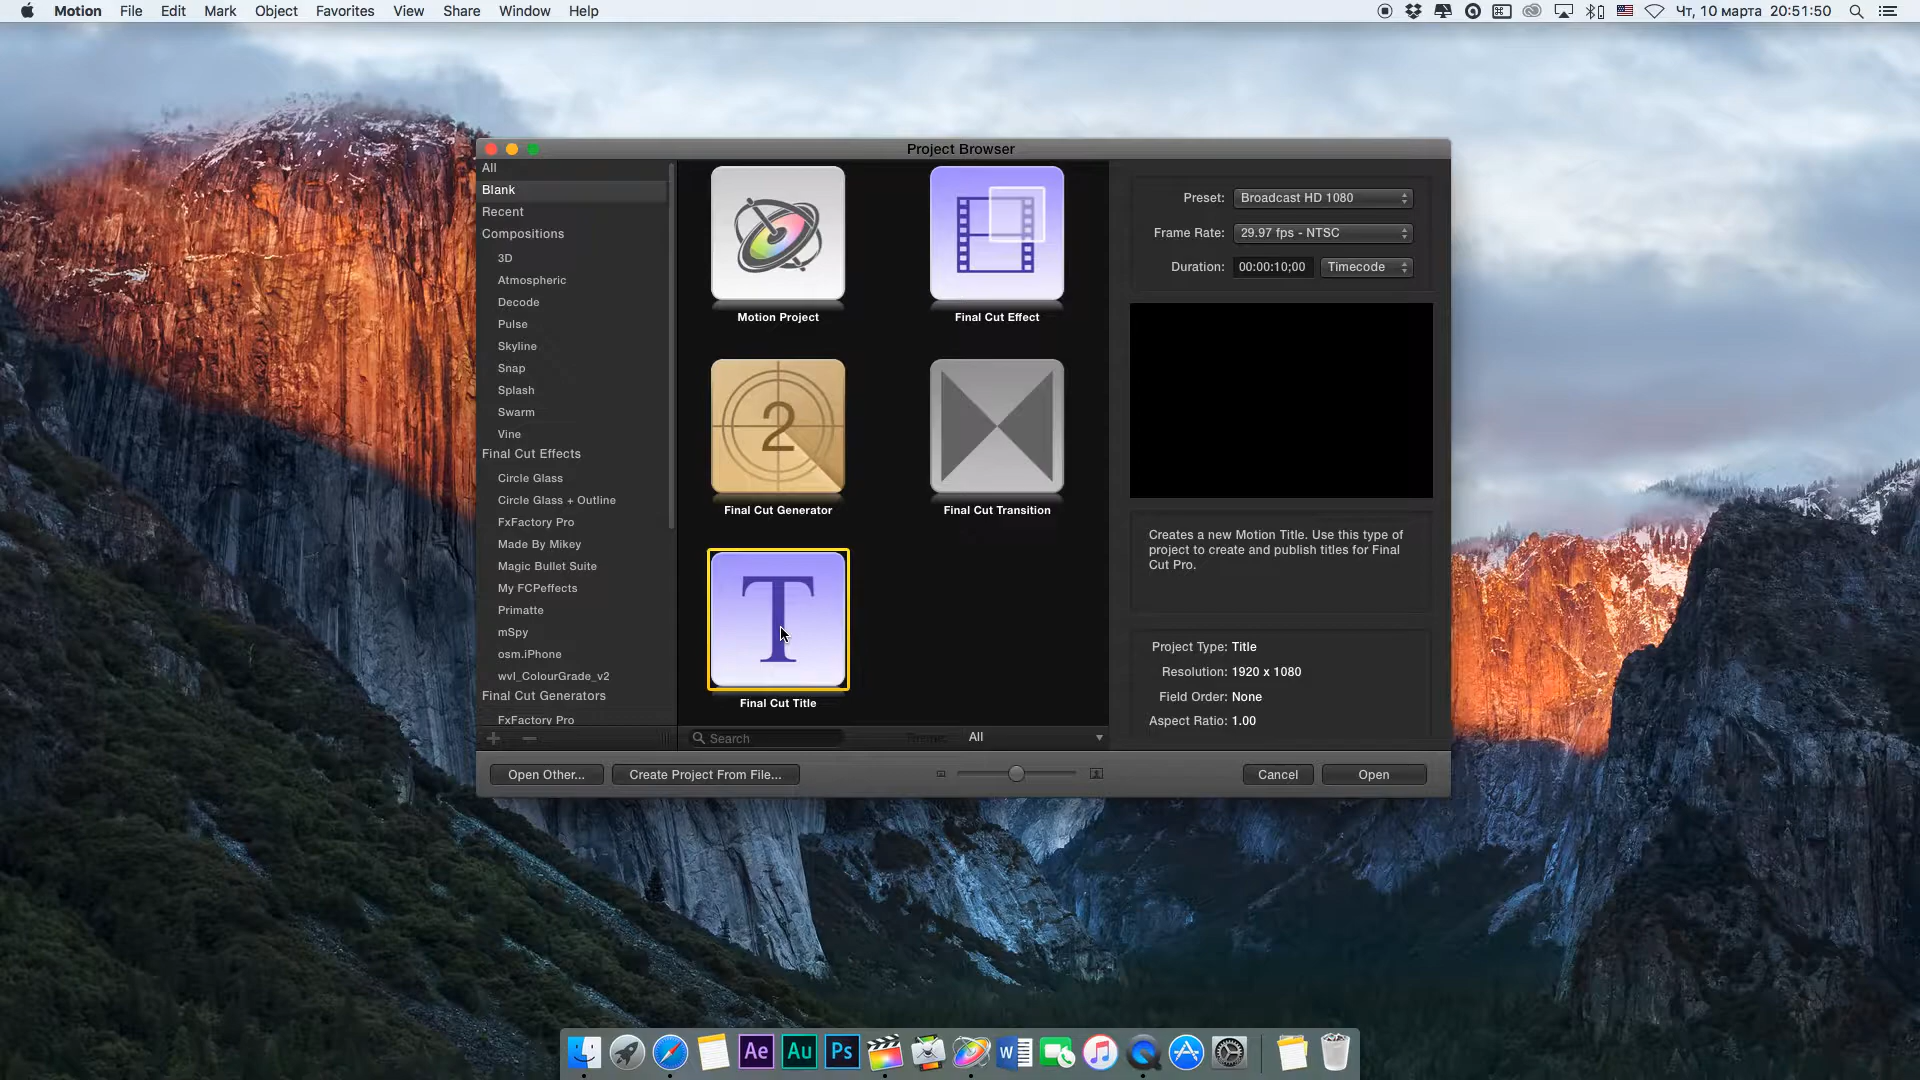 Motion File Edit Mark Object Favorites View Share Window Help
Чт, 10 марта 20:51:50
Project Browser
All
Blank
Recent
Compositions
3D
Atmospheric
Decode
Pulse
Skyline
Snap
Splash
Swarm
Vine
Final Cut Effects
Circle Glass
Circle Glass + Outline
FxFactory Pro
Made By Mikey
Magic Bullet Suite
My FCPeffects
Primatte
mSpy
osm.iPhone
wvl_ColourGrade_v2
Final Cut Generators
FxFactory Pro
Motion Project
Final Cut Effect
2
Final Cut Generator
Final Cut Transition
T
Final Cut Title
Search
All
Preset: Broadcast HD 1080
Frame Rate: 29.97 fps - NTSC
Duration: 00:00:10;00 Timecode
Creates a new Motion Title. Use this type of
project to create and publish titles for Final
Cut Pro.
Project Type: Title
Resolution: 1920 x 1080
Field Order: None
Aspect Ratio: 1.00
Open Other...
Create Project From File...
Cancel
Open
Ae
Au
Ps
W